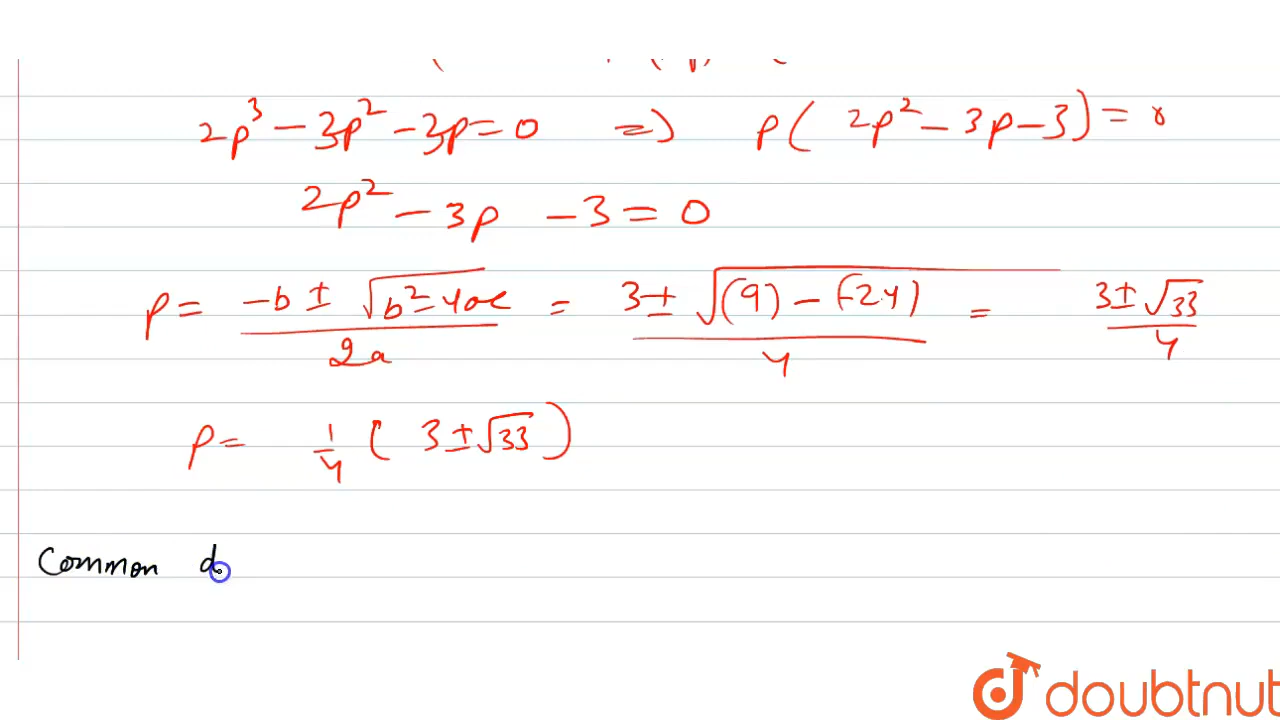 2p³ − 3p² − 3p = 0 ⇒ p( 2p² − 3p − 3) = 0
2p² − 3p − 3 = 0
p = −b ± √b² − 4ac / 2a = 3 ± √(9) − (−24) / 4 = 3 ± √33 / 4
p = 1/4 ( 3 ± √33 )
Common d
doubtnut